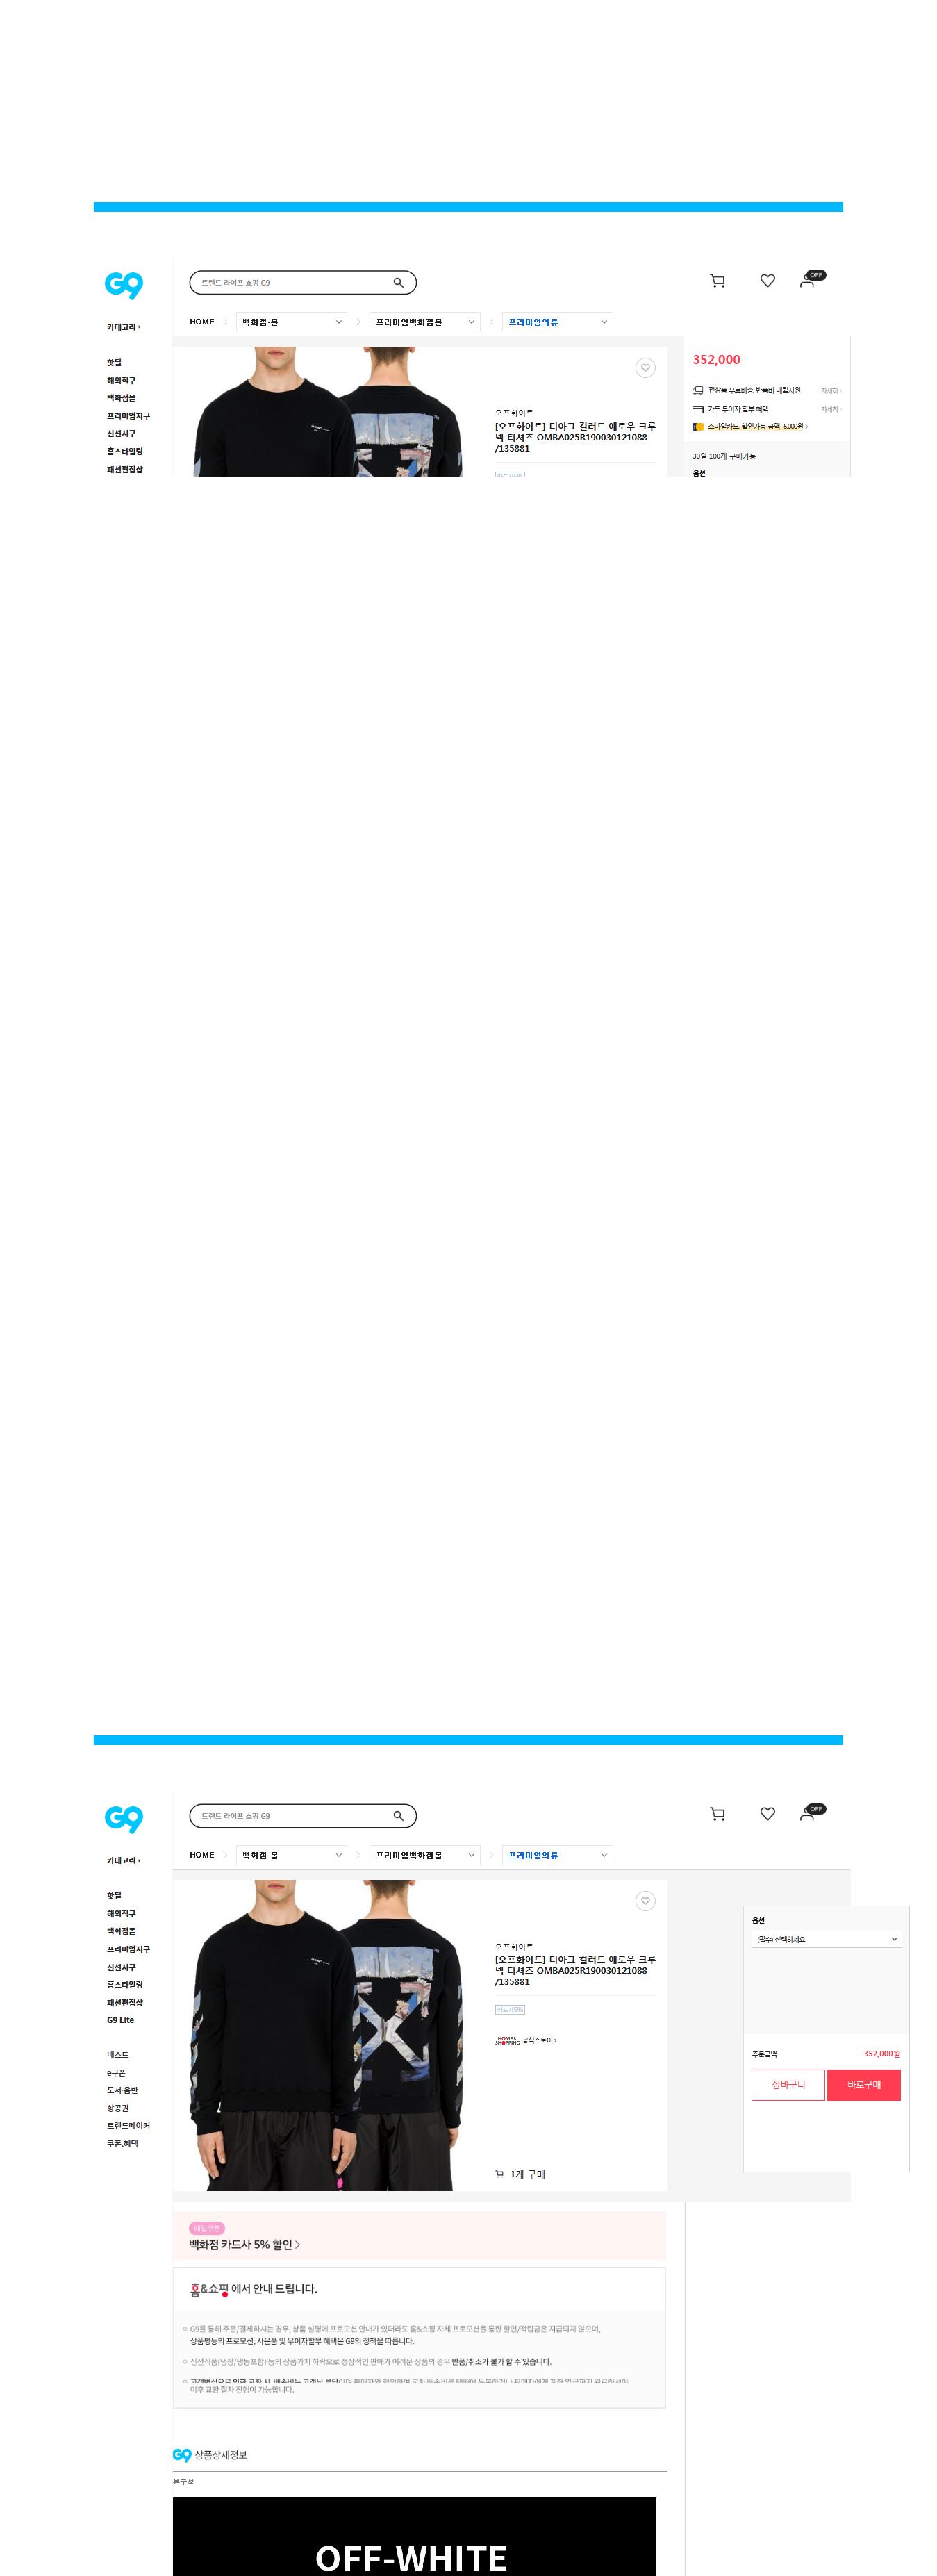 G9
트렌드 라이프 쇼핑 G9
OFF
카테고리
HOME
백화점·몰
프리미엄백화점몰
프리미엄의류
핫딜
해외직구
백화점몰
프리미엄지구
신선지구
홈스타일링
패션편집샵
오프화이트
[오프화이트] 디아그 컬러드 애로우 크루
넥 티셔츠 OMBA025R190030121088
/135881
352,000
전상품 무료배송, 반품비 매월지원 자세히
카드 무이자 할부 혜택 자세히
스마일카드 할인가능 금액 -5,000원
30일 100개 구매가능
옵션
G9
트렌드 라이프 쇼핑 G9
OFF
카테고리
HOME
백화점·몰
프리미엄백화점몰
프리미엄의류
핫딜
해외직구
백화점몰
프리미엄지구
신선지구
홈스타일링
패션편집샵
G9 Lite
베스트
e쿠폰
도서·음반
항공권
트렌드메이커
쿠폰.혜택
오프화이트
[오프화이트] 디아그 컬러드 애로우 크루
넥 티셔츠 OMBA025R190030121088
/135881
카드사5%
HOME& SHOPPING 공식스토어
1개 구매
옵션
(필수) 선택하세요
주문금액 352,000원
장바구니 바로구매
매일쿠폰
백화점 카드사 5% 할인
홈&쇼핑 에서 안내 드립니다.
G9를 통해 주문/결제하시는 경우, 상품 설명에 프로모션 안내가 있더라도 홈&쇼핑 자체 프로모션을 통한 할인/적립금은 지급되지 않으며,
상품평등의 프로모션, 사은품 및 무이자할부 혜택은 G9의 정책을 따릅니다.
신선식품(냉장/냉동포함) 등의 상품가치 하락으로 정상적인 판매가 어려운 상품의 경우 반품/취소가 불가 할 수 있습니다.
이후 교환 절차 진행이 가능합니다.
G9 상품상세정보
OFF-WHITE